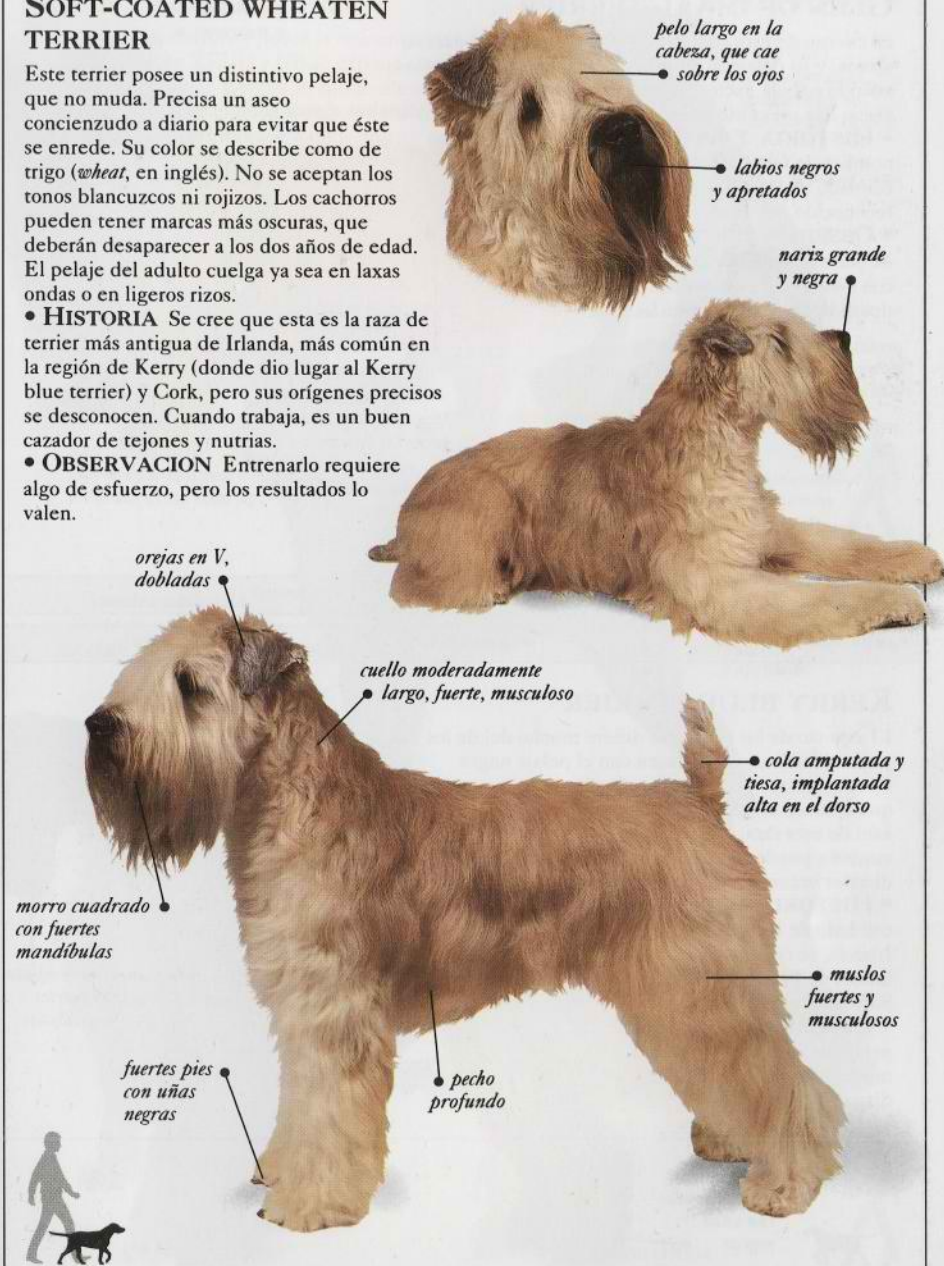 SOFT-COATED WHEATEN
TERRIER
Este terrier posee un distintivo pelaje,
que no muda. Precisa un aseo
concienzudo a diario para evitar que éste
se enrede. Su color se describe como de
trigo (wheat, en inglés). No se aceptan los
tonos blancuzcos ni rojizos. Los cachorros
pueden tener marcas más oscuras, que
deberán desaparecer a los dos años de edad.
El pelaje del adulto cuelga ya sea en laxas
ondas o en ligeros rizos.
• HISTORIA Se cree que esta es la raza de
terrier más antigua de Irlanda, más común en
la región de Kerry (donde dio lugar al Kerry
blue terrier) y Cork, pero sus orígenes precisos
se desconocen. Cuando trabaja, es un buen
cazador de tejones y nutrias.
• OBSERVACION Entrenarlo requiere
algo de esfuerzo, pero los resultados lo
valen.
pelo largo en la
cabeza, que cae
sobre los ojos
labios negros
y apretados
nariz grande
y negra
orejas en V,
dobladas
cuello moderadamente
largo, fuerte, musculoso
cola amputada y
tiesa, implantada
alta en el dorso
morro cuadrado
con fuertes
mandíbulas
muslos
fuertes y
musculosos
fuertes pies
con uñas
negras
pecho
profundo